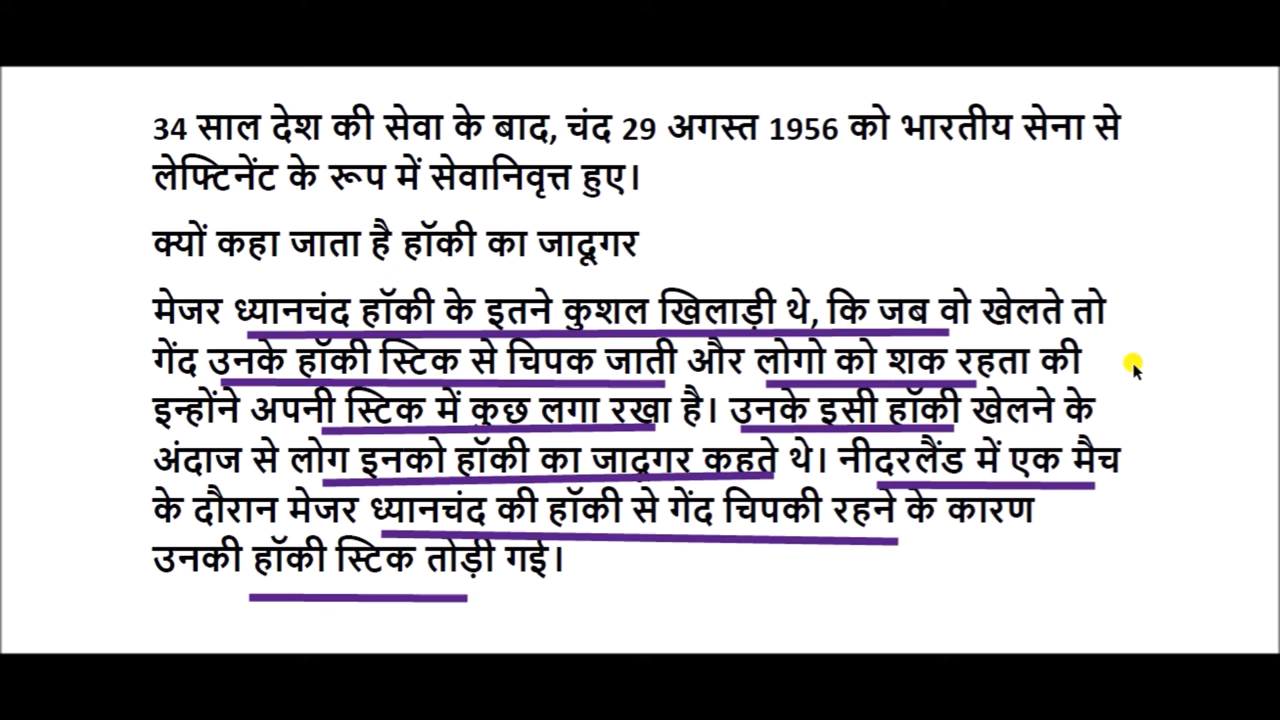 34 साल देश की सेवा के बाद, चंद 29 अगस्त 1956 को भारतीय सेना से
लेफ्टिनेंट के रूप में सेवानिवृत्त हुए।
क्यों कहा जाता है हॉकी का जादूगर
मेजर ध्यानचंद हॉकी के इतने कुशल खिलाड़ी थे, कि जब वो खेलते तो
गेंद उनके हॉकी स्टिक से चिपक जाती और लोगो को शक रहता की
इन्होंने अपनी स्टिक में कुछ लगा रखा है। उनके इसी हॉकी खेलने के
अंदाज से लोग इनको हॉकी का जादूगर कहते थे। नीदरलैंड में एक मैच
के दौरान मेजर ध्यानचंद की हॉकी से गेंद चिपकी रहने के कारण
उनकी हॉकी स्टिक तोड़ी गई।